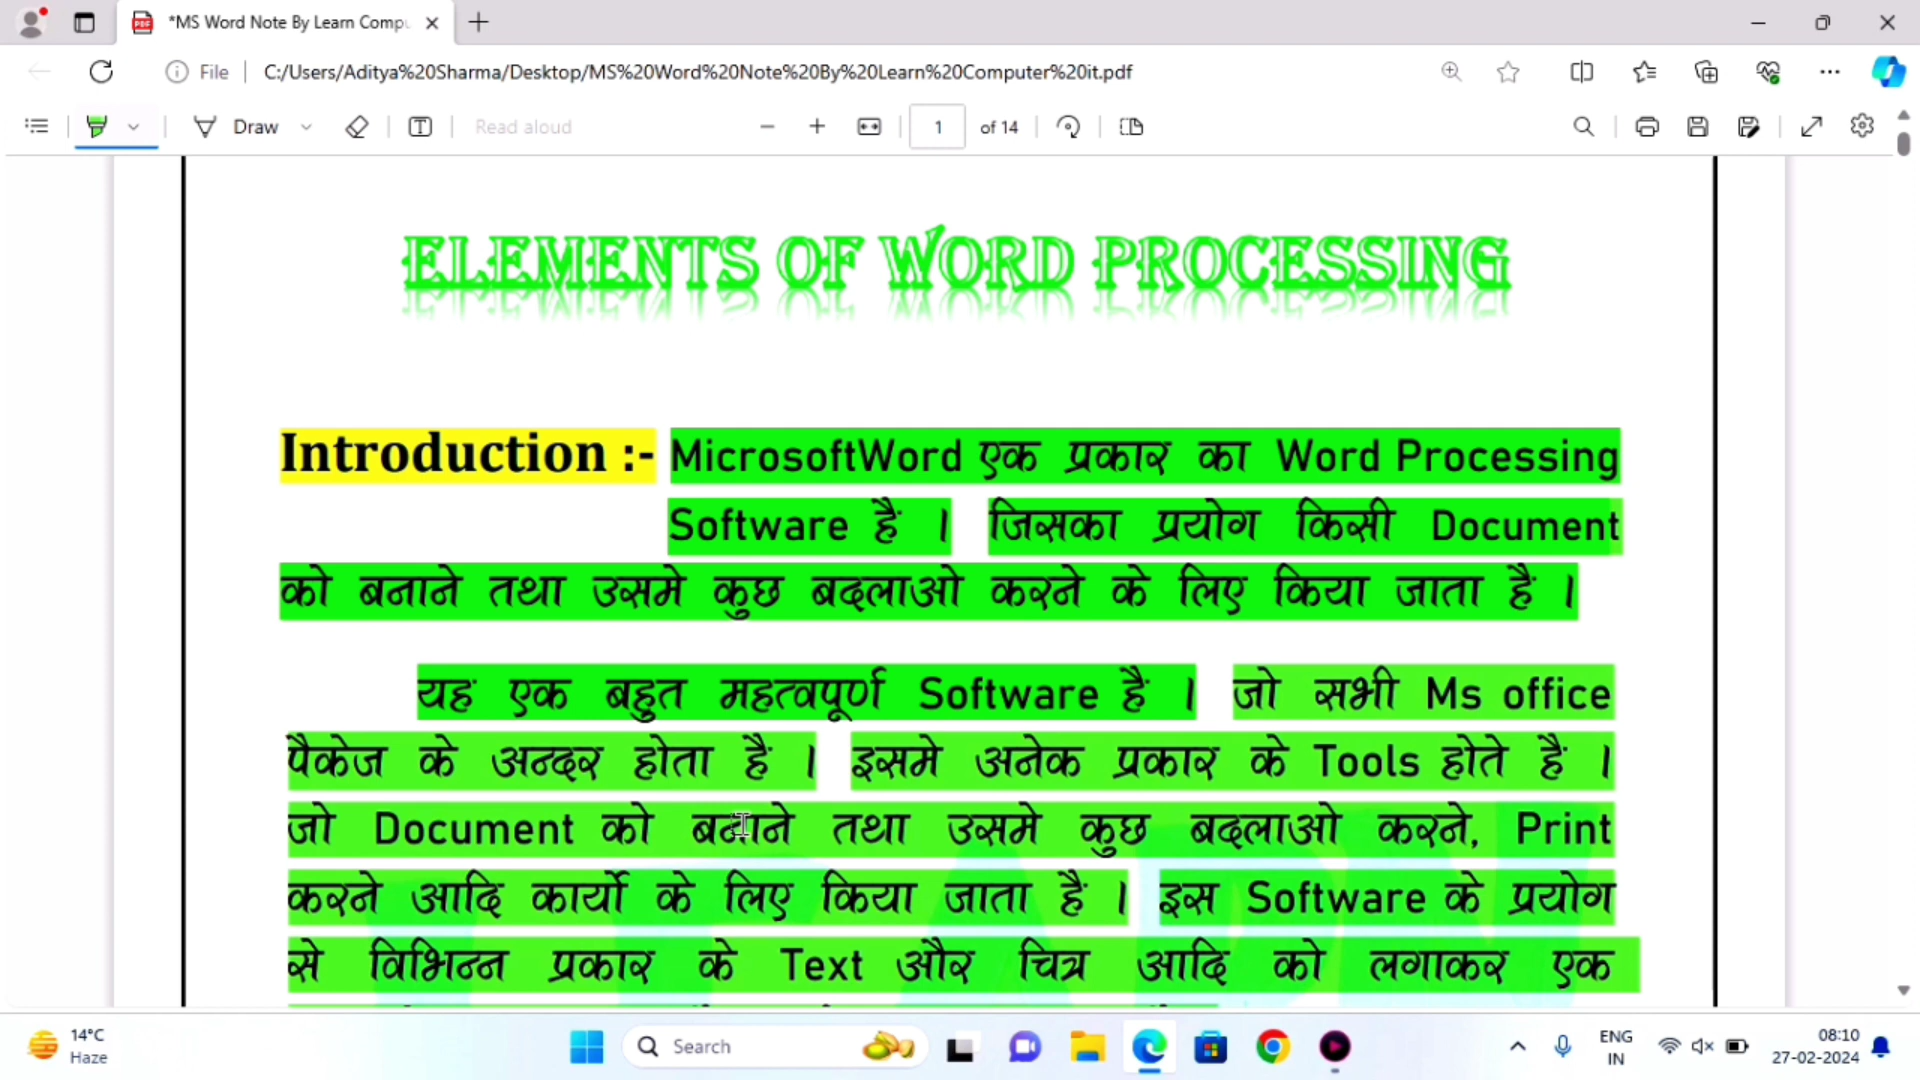 *MS Word Note By Learn Compu
File
C:/Users/Aditya%20Sharma/Desktop/MS%20Word%20Note%20By%20Learn%20Computer%20it.pdf
Draw
Read aloud
1 of 14
ELEMENTS OF WORD PROCESSING
Introduction :- MicrosoftWord एक प्रकार का Word Processing
Software है । जिसका प्रयोग किसी Document
को बनाने तथा उसमे कुछ बदलाओ करने के लिए किया जाता है ।
यह एक बहुत महत्वपूर्ण Software है । जो सभी Ms office
पैकेज के अन्दर होता है । इसमे अनेक प्रकार के Tools होते है ।
जो Document को बनाने तथा उसमे कुछ बदलाओ करने, Print
करने आदि कार्यो के लिए किया जाता है । इस Software के प्रयोग
से विभिन्न प्रकार के Text और चित्र आदि को लगाकर एक
14°C
Haze
Search
ENG
IN
08:10
27-02-2024